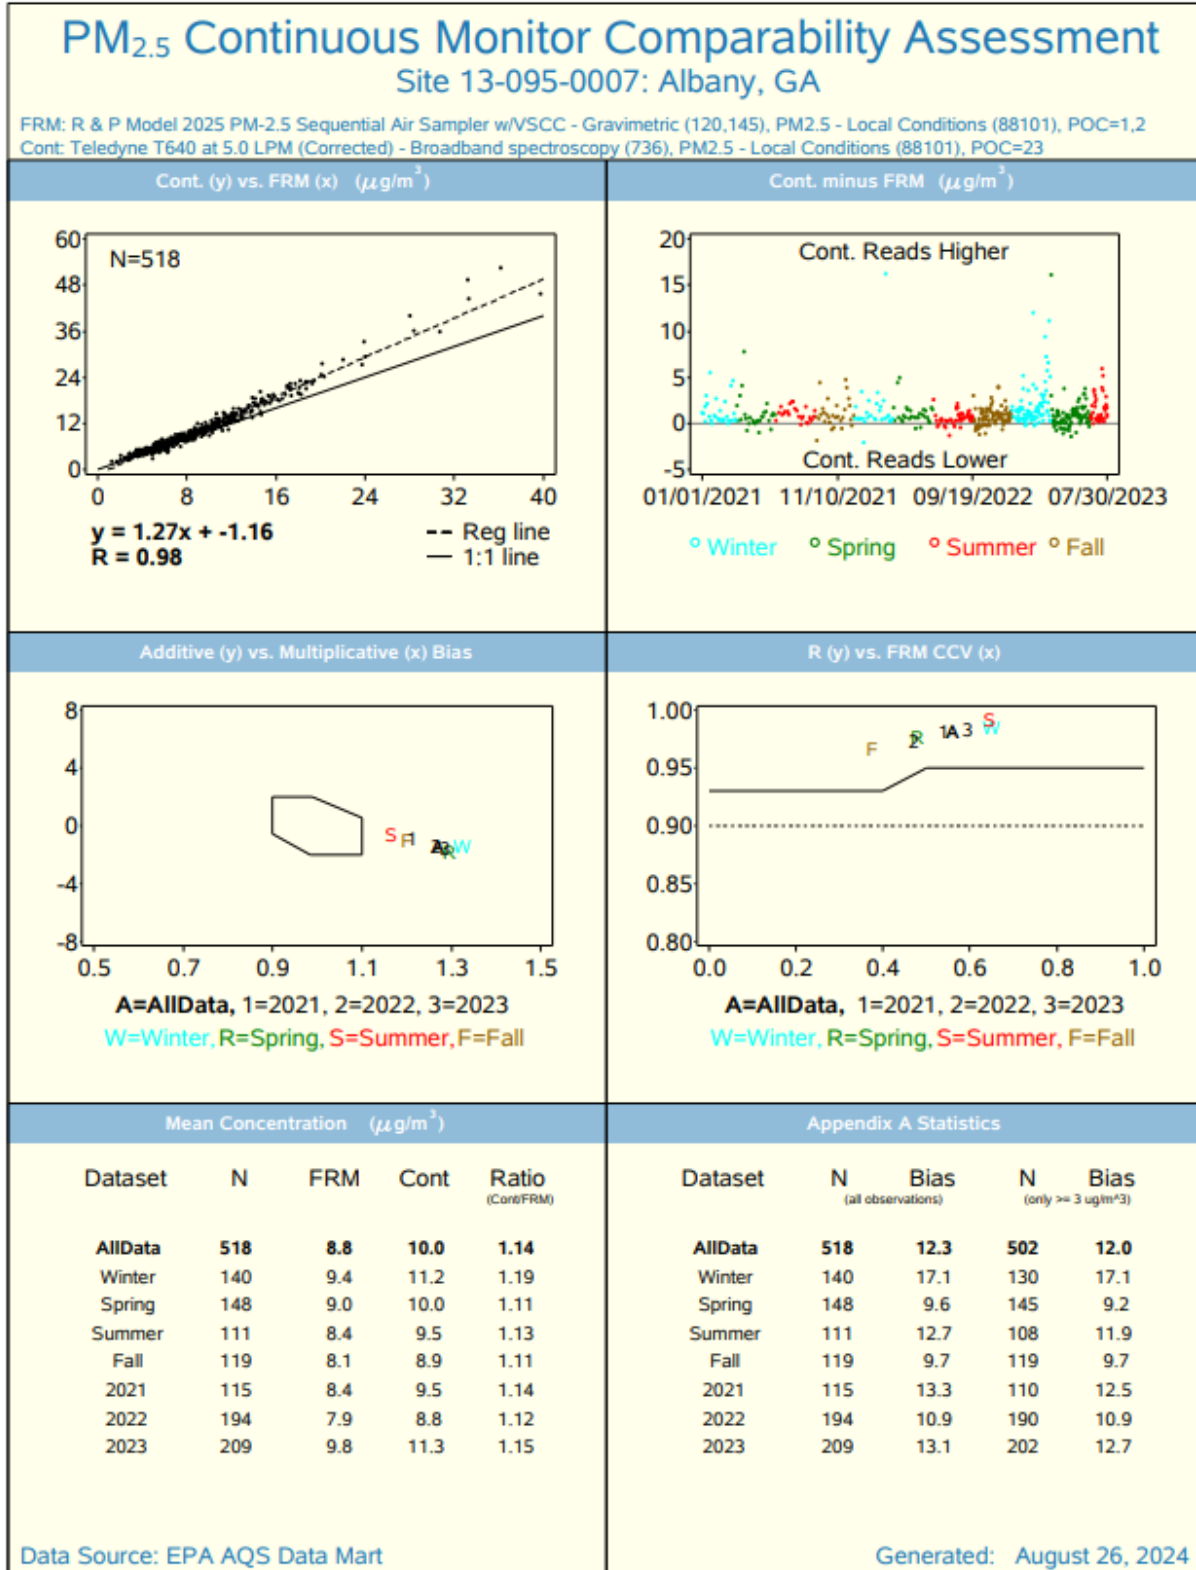 PM2.5 Continuous Monitor Comparability Assessment
Site 13-095-0007: Albany, GA
FRM: R & P Model 2025 PM-2.5 Sequential Air Sampler w/VSCC - Gravimetric (120,145), PM2.5 - Local Conditions (88101), POC=1,2
Cont: Teledyne T640 at 5.0 LPM (Corrected) - Broadband spectroscopy (736), PM2.5 - Local Conditions (88101), POC=23
Cont. (y) vs. FRM (x) (μg/m³)
60
48
36
24
12
0
N=518
0 8 16 24 32 40
y = 1.27x + -1.16
R = 0.98
Reg line
1:1 line
Cont. minus FRM (μg/m³)
20
15
10
5
0
-5
Cont. Reads Higher
Cont. Reads Lower
01/01/2021 11/10/2021 09/19/2022 07/30/2023
Winter Spring Summer Fall
Additive (y) vs. Multiplicative (x) Bias
8
4
0
-4
-8
S F 1 2 A 3 R W
0.5 0.7 0.9 1.1 1.3 1.5
A=AllData, 1=2021, 2=2022, 3=2023
W=Winter, R=Spring, S=Summer, F=Fall
R (y) vs. FRM CCV (x)
1.00
0.95
0.90
0.85
0.80
F 2 R 1 A 3 S W
0.0 0.2 0.4 0.6 0.8 1.0
A=AllData, 1=2021, 2=2022, 3=2023
W=Winter, R=Spring, S=Summer, F=Fall
Mean Concentration (μg/m³)
Dataset N FRM Cont Ratio
(Cont/FRM)
AllData 518 8.8 10.0 1.14
Winter 140 9.4 11.2 1.19
Spring 148 9.0 10.0 1.11
Summer 111 8.4 9.5 1.13
Fall 119 8.1 8.9 1.11
2021 115 8.4 9.5 1.14
2022 194 7.9 8.8 1.12
2023 209 9.8 11.3 1.15
Appendix A Statistics
Dataset N Bias N Bias
(all observations) (only >= 3 ug/m^3)
AllData 518 12.3 502 12.0
Winter 140 17.1 130 17.1
Spring 148 9.6 145 9.2
Summer 111 12.7 108 11.9
Fall 119 9.7 119 9.7
2021 115 13.3 110 12.5
2022 194 10.9 190 10.9
2023 209 13.1 202 12.7
Data Source: EPA AQS Data Mart
Generated: August 26, 2024